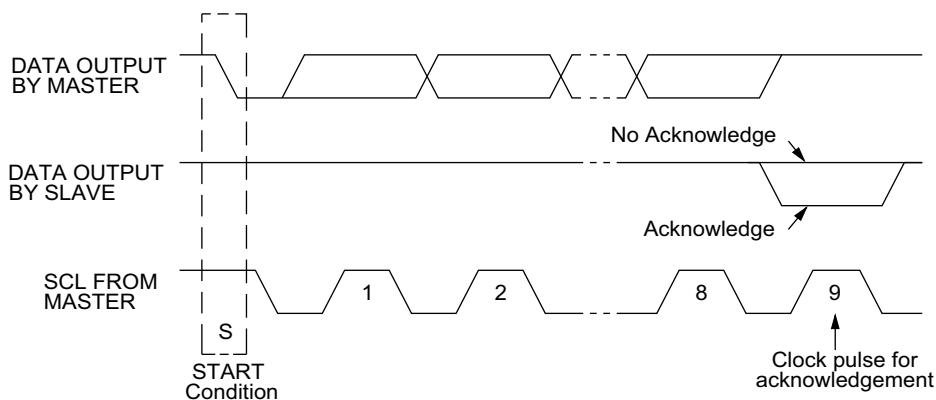 DATA OUTPUT
BY MASTER
No Acknowledge
DATA OUTPUT
BY SLAVE
Acknowledge
SCL FROM
MASTER
1
2
8
9
S
START
Condition
Clock pulse for
acknowledgement